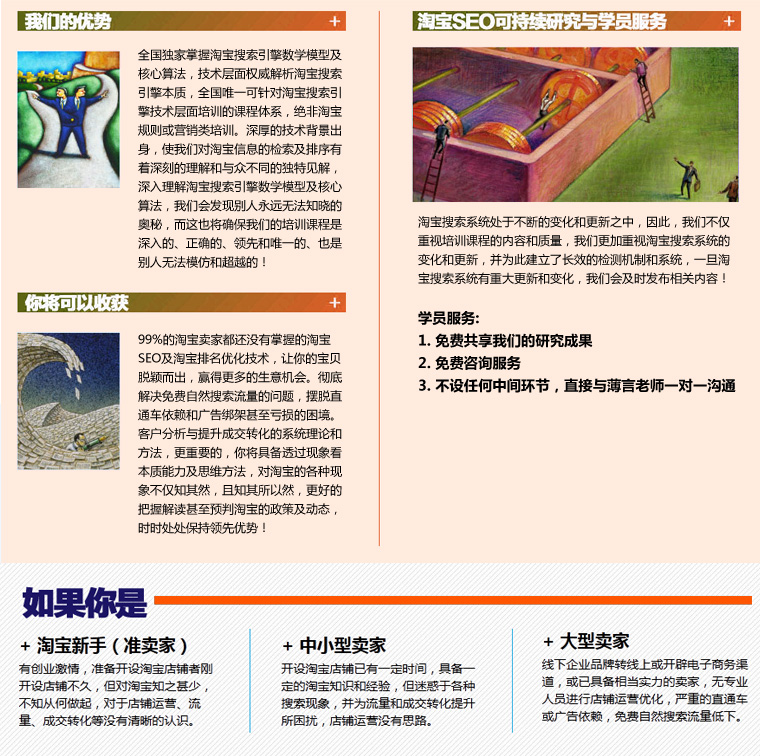 我们的优势 +
全国独家掌握淘宝搜索引擎数学模型及
核心算法，技术层面权威解析淘宝搜索
引擎本质，全国唯一可针对淘宝搜索引
擎技术层面培训的课程体系，绝非淘宝
规则或营销类培训。深厚的技术背景出
身，使我们对淘宝信息的检索及排序有
着深刻的理解和与众不同的独特见解，
深入理解淘宝搜索引擎数学模型及核心
算法，我们会发现别人永远无法知晓的
奥秘，而这也将确保我们的培训课程是
深入的、正确的、领先和唯一的、也是
别人无法模仿和超越的！
你将可以收获 +
99%的淘宝卖家都还没有掌握的淘宝
SEO及淘宝排名优化技术，让你的宝贝
脱颖而出，赢得更多的生意机会。彻底
解决免费自然搜索流量的问题，摆脱直
通车依赖和广告绑架甚至亏损的困境。
客户分析与提升成交转化的系统理论和
方法，更重要的，你将具备透过现象看
本质能力及思维方法，对淘宝的各种现
象不仅知其然，且知其所以然，更好的
把握解读甚至预判淘宝的政策及动态，
时时处处保持领先优势！
淘宝SEO可持续研究与学员服务 +
淘宝搜索系统处于不断的变化和更新之中，因此，我们不仅
重视培训课程的内容和质量，我们更加重视淘宝搜索系统的
变化和更新，并为此建立了长效的检测机制和系统，一旦淘
宝搜索系统有重大更新和变化，我们会及时发布相关内容！
学员服务:
1. 免费共享我们的研究成果
2. 免费咨询服务
3. 不设任何中间环节，直接与薄言老师一对一沟通
如果你是
+ 淘宝新手（准卖家）
有创业激情，准备开设淘宝店铺者刚
开设店铺不久，但对淘宝知之甚少，
不知从何做起，对于店铺运营、流
量、成交转化等没有清晰的认识。
+ 中小型卖家
开设淘宝店铺已有一定时间，具备一
定的淘宝知识和经验，但迷惑于各种
搜索现象，并为流量和成交转化提升
所困扰，店铺运营没有思路。
+ 大型卖家
线下企业品牌转线上或开辟电子商务渠
道，或已具备相当实力的卖家，无专业
人员进行店铺运营优化，严重的直通车
或广告依赖，免费自然搜索流量低下。